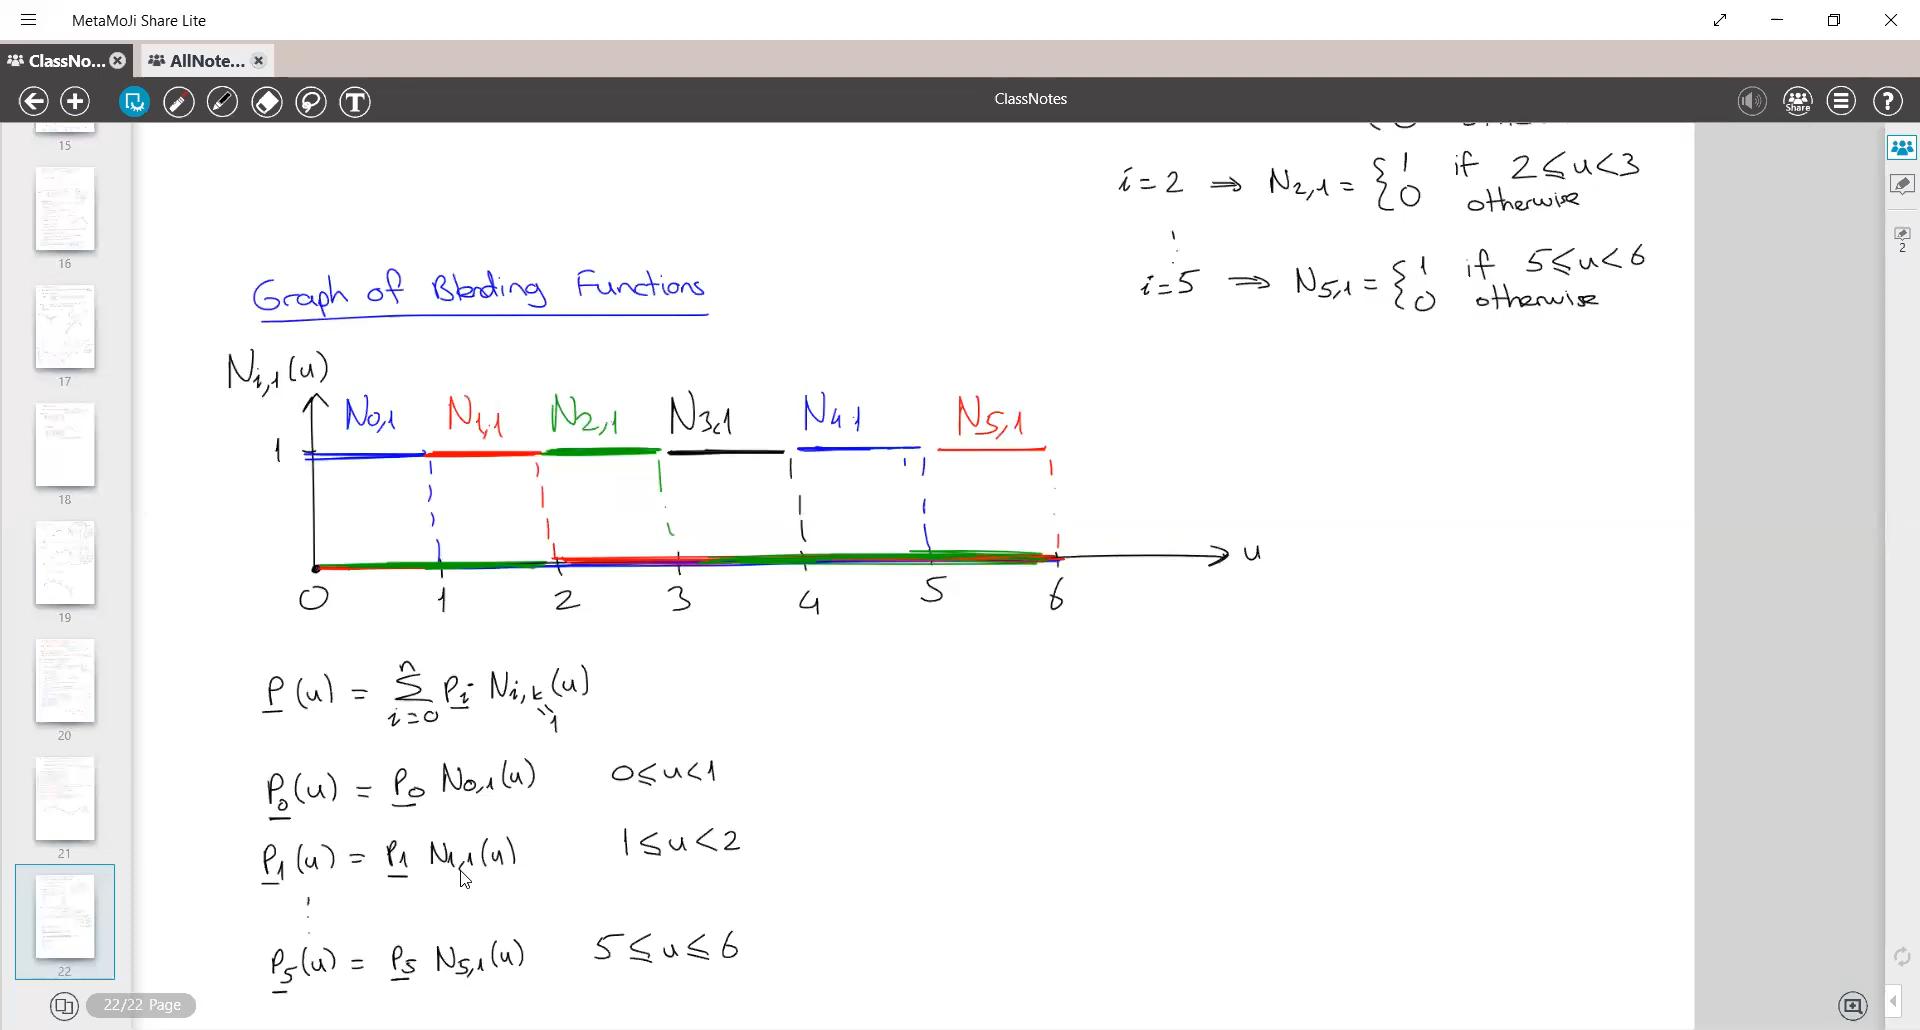 MetaMoJi Share Lite
ClassNo... AllNote...
ClassNotes
Share
15
16
17
18
19
20
21
22
22/22 Page
2
i=2 ⇒ N2,1 = { 1 if 2≤u<3
0 otherwise
i=5 ⇒ N5,1 = { 1 if 5≤u<6
0 otherwise
Graph of Blending Functions
Ni,1(u)
N0,1 N1,1 N2,1 N3,1 N4,1 N5,1
1
u
0 1 2 3 4 5 6
P(u) = Σ Pi Ni,k(u)
n
i=0
1
P0(u) = P0 N0,1(u) 0≤u<1
P1(u) = P1 N1,1(u) 1≤u<2
⋮
P5(u) = P5 N5,1(u) 5≤u≤6